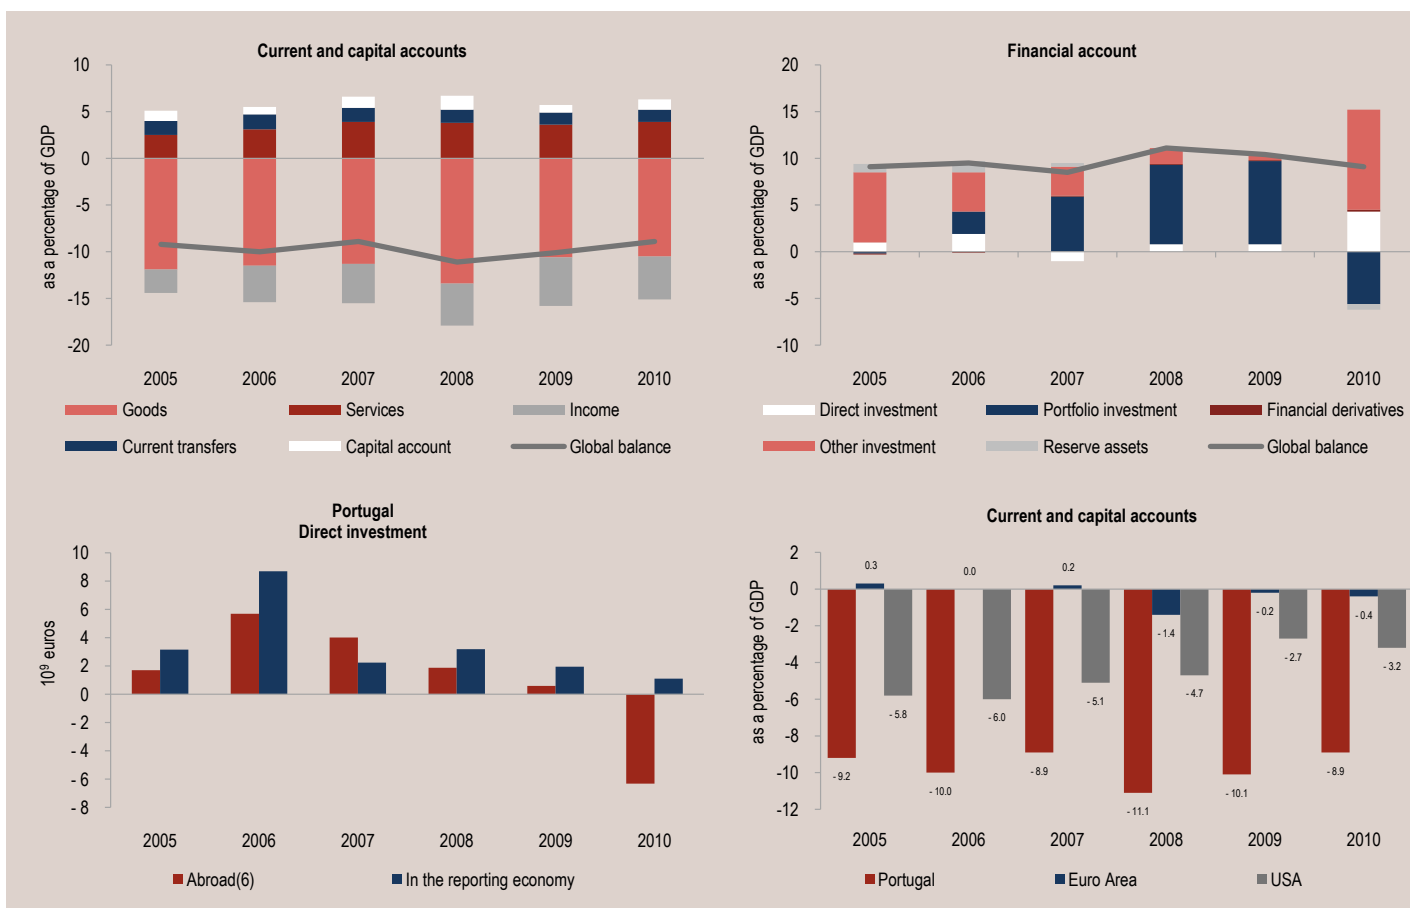 Current and capital accounts
10
5
0
-5
-10
-15
-20
as a percentage of GDP
2005 2006 2007 2008 2009 2010
Goods Services Income
Current transfers Capital account Global balance
Financial account
20
15
10
5
0
-5
-10
as a percentage of GDP
2005 2006 2007 2008 2009 2010
Direct investment Portfolio investment Financial derivatives
Other investment Reserve assets Global balance
Portugal
Direct investment
10
8
6
4
2
0
- 2
- 4
- 6
- 8
10⁹ euros
2005 2006 2007 2008 2009 2010
Abroad(6) In the reporting economy
Current and capital accounts
2
0
-2
-4
-6
-8
-10
-12
as a percentage of GDP
0.3 0.0 0.2
- 1.4 - 0.2 - 0.4
- 5.8 - 6.0 - 5.1 - 4.7 - 2.7 - 3.2
- 9.2 - 10.0 - 8.9 - 11.1 - 10.1 - 8.9
2005 2006 2007 2008 2009 2010
Portugal Euro Area USA